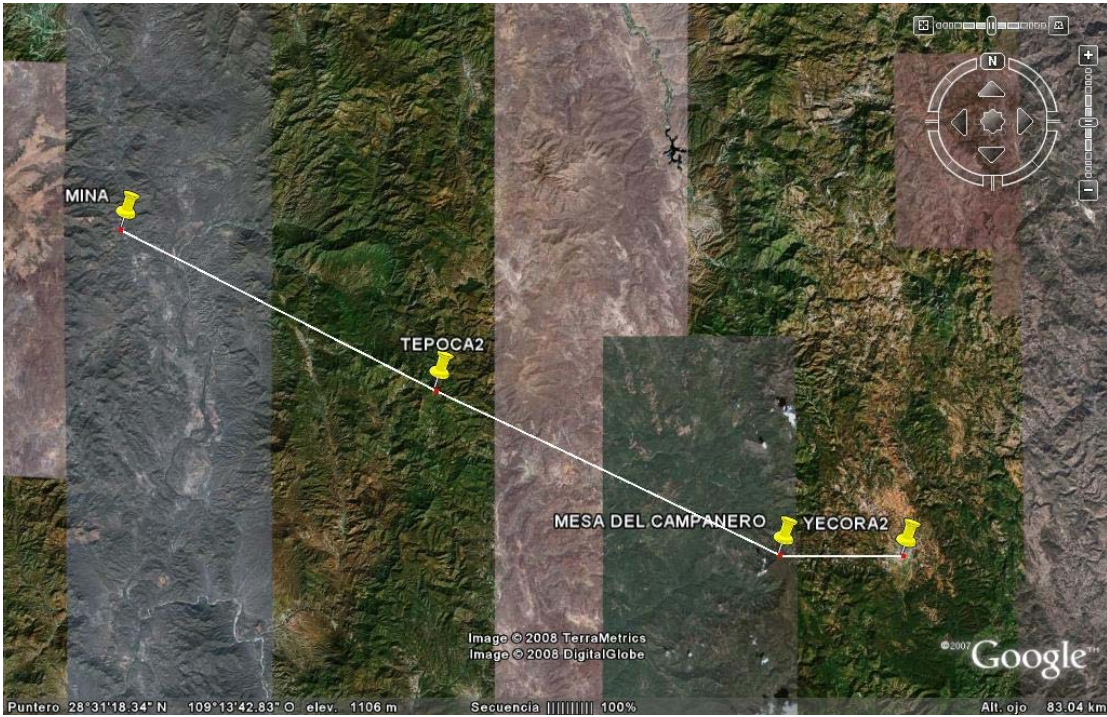 N
MINA
TEPOCA2
MESA DEL CAMPANERO
YECORA2
Image © 2008 TerraMetrics
Image © 2008 DigitalGlobe
©2007 Google™
Puntero 28°31'18.34" N 109°13'42.83" O elev. 1106 m Secuencia 100% Alt. ojo 83.04 km